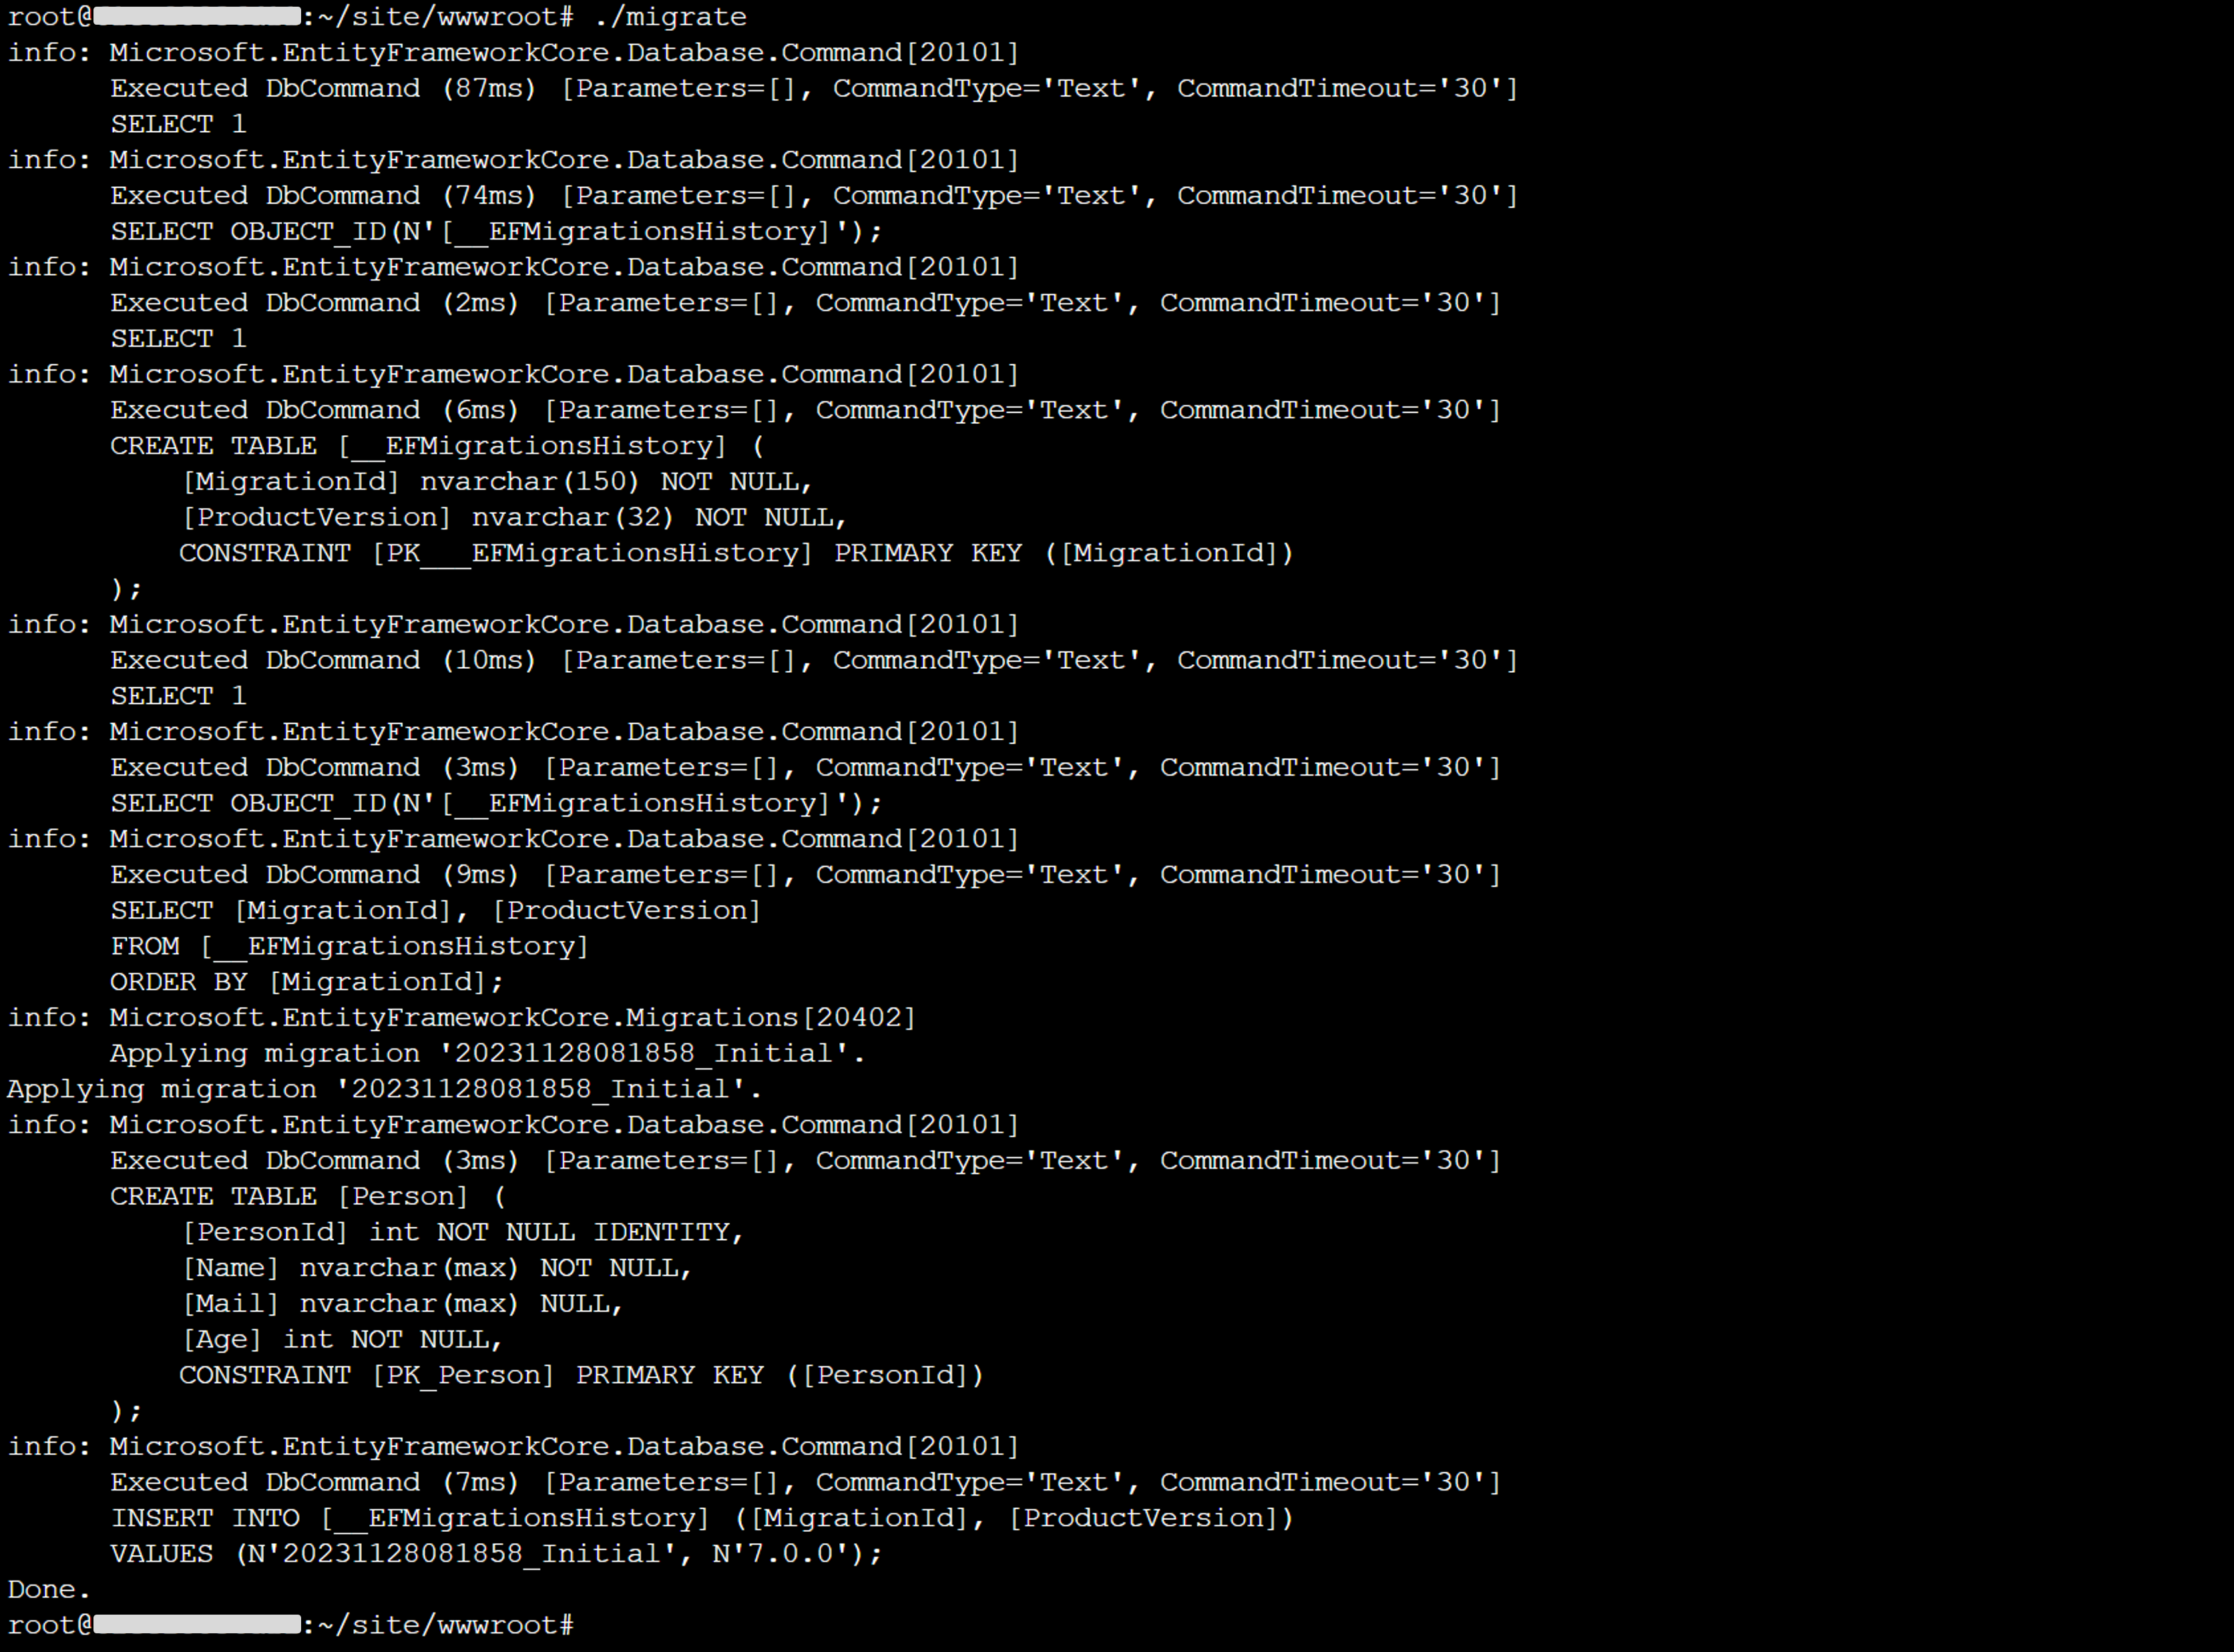 root@:~/site/wwwroot# ./migrate
info: Microsoft.EntityFrameworkCore.Database.Command[20101]
      Executed DbCommand (87ms) [Parameters=[], CommandType='Text', CommandTimeout='30']
      SELECT 1
info: Microsoft.EntityFrameworkCore.Database.Command[20101]
      Executed DbCommand (74ms) [Parameters=[], CommandType='Text', CommandTimeout='30']
      SELECT OBJECT_ID(N'[__EFMigrationsHistory]');
info: Microsoft.EntityFrameworkCore.Database.Command[20101]
      Executed DbCommand (2ms) [Parameters=[], CommandType='Text', CommandTimeout='30']
      SELECT 1
info: Microsoft.EntityFrameworkCore.Database.Command[20101]
      Executed DbCommand (6ms) [Parameters=[], CommandType='Text', CommandTimeout='30']
      CREATE TABLE [__EFMigrationsHistory] (
          [MigrationId] nvarchar(150) NOT NULL,
          [ProductVersion] nvarchar(32) NOT NULL,
          CONSTRAINT [PK___EFMigrationsHistory] PRIMARY KEY ([MigrationId])
      );
info: Microsoft.EntityFrameworkCore.Database.Command[20101]
      Executed DbCommand (10ms) [Parameters=[], CommandType='Text', CommandTimeout='30']
      SELECT 1
info: Microsoft.EntityFrameworkCore.Database.Command[20101]
      Executed DbCommand (3ms) [Parameters=[], CommandType='Text', CommandTimeout='30']
      SELECT OBJECT_ID(N'[__EFMigrationsHistory]');
info: Microsoft.EntityFrameworkCore.Database.Command[20101]
      Executed DbCommand (9ms) [Parameters=[], CommandType='Text', CommandTimeout='30']
      SELECT [MigrationId], [ProductVersion]
      FROM [__EFMigrationsHistory]
      ORDER BY [MigrationId];
info: Microsoft.EntityFrameworkCore.Migrations[20402]
      Applying migration '20231128081858_Initial'.
Applying migration '20231128081858_Initial'.
info: Microsoft.EntityFrameworkCore.Database.Command[20101]
      Executed DbCommand (3ms) [Parameters=[], CommandType='Text', CommandTimeout='30']
      CREATE TABLE [Person] (
          [PersonId] int NOT NULL IDENTITY,
          [Name] nvarchar(max) NOT NULL,
          [Mail] nvarchar(max) NULL,
          [Age] int NOT NULL,
          CONSTRAINT [PK_Person] PRIMARY KEY ([PersonId])
      );
info: Microsoft.EntityFrameworkCore.Database.Command[20101]
      Executed DbCommand (7ms) [Parameters=[], CommandType='Text', CommandTimeout='30']
      INSERT INTO [__EFMigrationsHistory] ([MigrationId], [ProductVersion])
      VALUES (N'20231128081858_Initial', N'7.0.0');
Done.
root@:~/site/wwwroot#